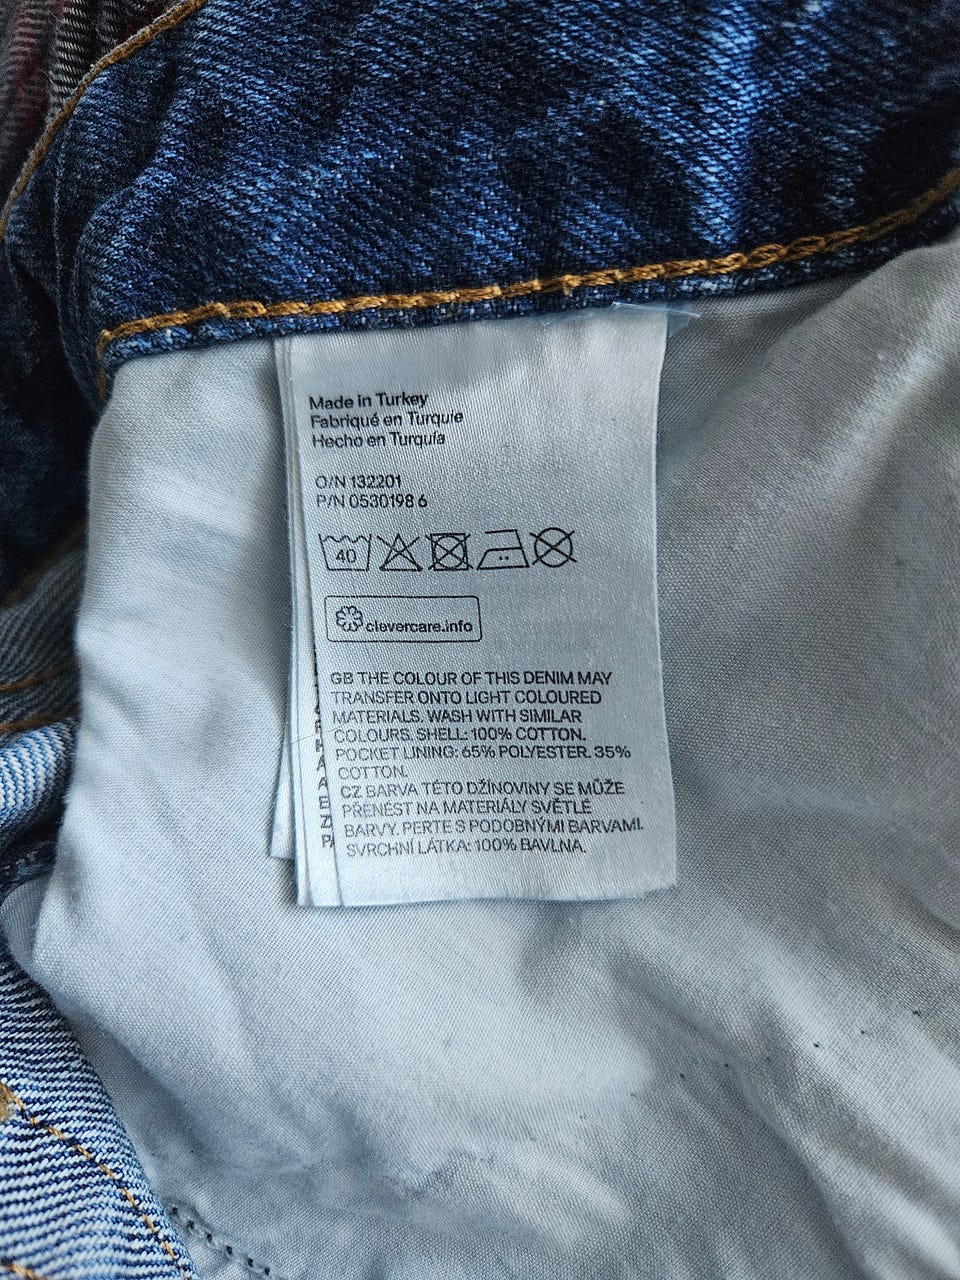 Made in Turkey
Fabriqué en Turquie
Hecho en Turquía
O/N 132201
P/N 0530198 6
40
clevercare.info
GB THE COLOUR OF THIS DENIM MAY
TRANSFER ONTO LIGHT COLOURED
MATERIALS. WASH WITH SIMILAR
COLOURS. SHELL: 100% COTTON.
POCKET LINING: 65% POLYESTER. 35%
COTTON.
CZ BARVA TÉTO DŽÍNOVINY SE MŮŽE
PŘENÉST NA MATERIÁLY SVĚTLÉ
BARVY. PERTE S PODOBNÝMI BARVAMI.
SVRCHNÍ LÁTKA: 100% BAVLNA.